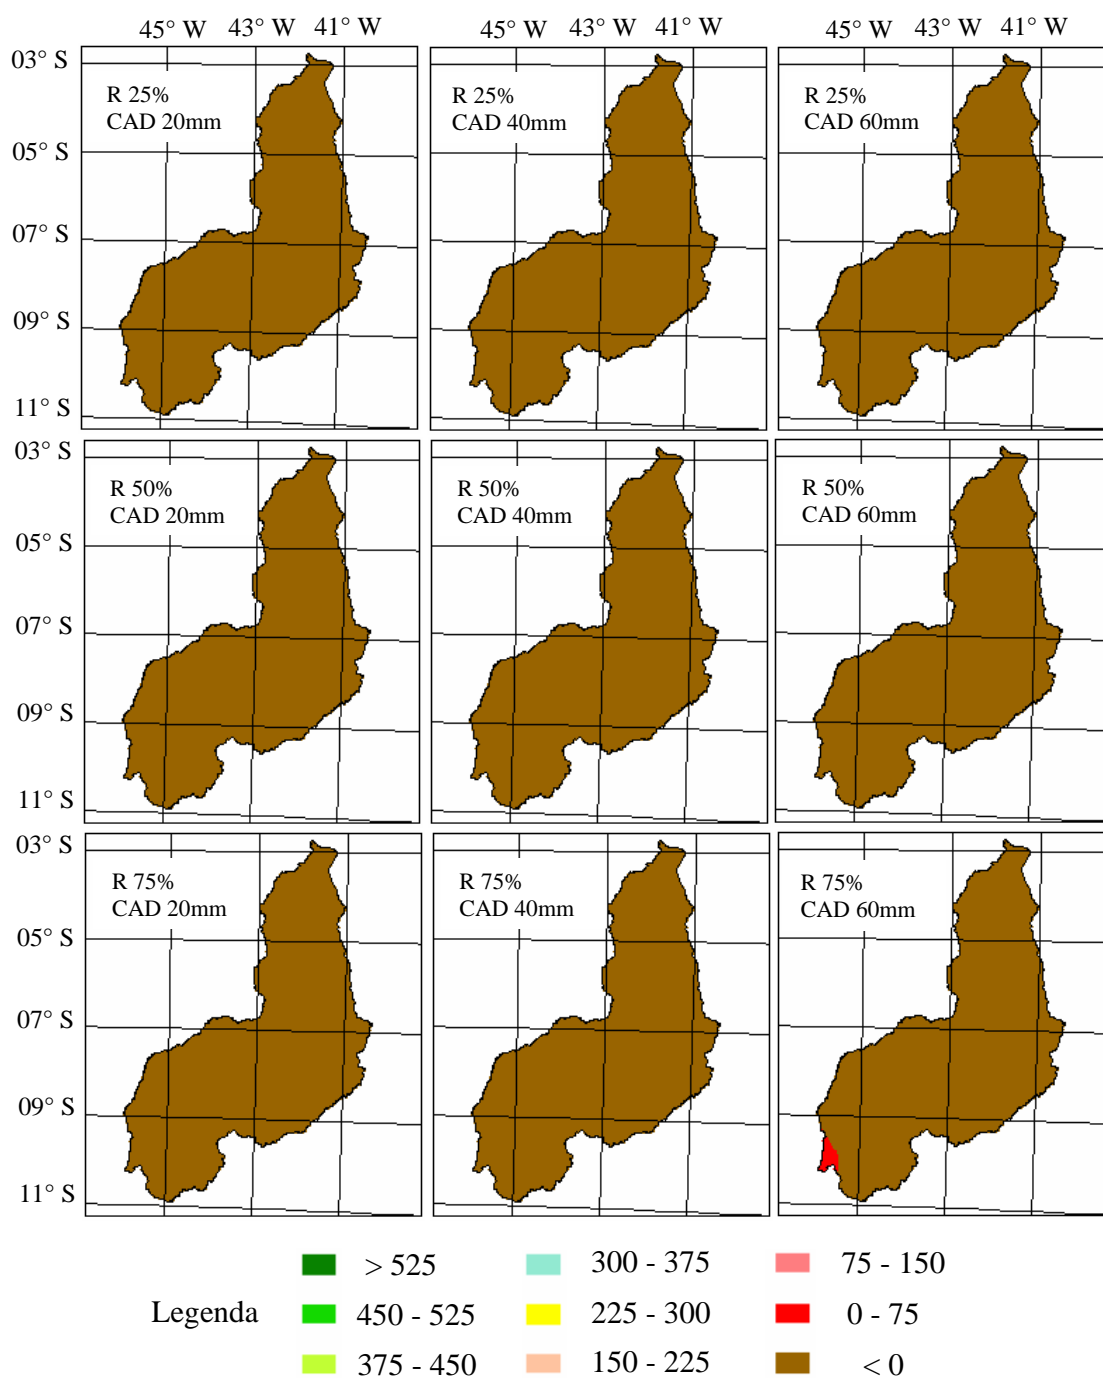 45° W 43° W 41° W 45° W 43° W 41° W 45° W 43° W 41° W
03° S
R 25%
CAD 20mm
R 25%
CAD 40mm
R 25%
CAD 60mm
05° S
07° S
09° S
11° S
03° S
R 50%
CAD 20mm
R 50%
CAD 40mm
R 50%
CAD 60mm
05° S
07° S
09° S
11° S
03° S
R 75%
CAD 20mm
R 75%
CAD 40mm
R 75%
CAD 60mm
05° S
07° S
09° S
11° S
Legenda
> 525
450 - 525
375 - 450
300 - 375
225 - 300
150 - 225
75 - 150
0 - 75
< 0